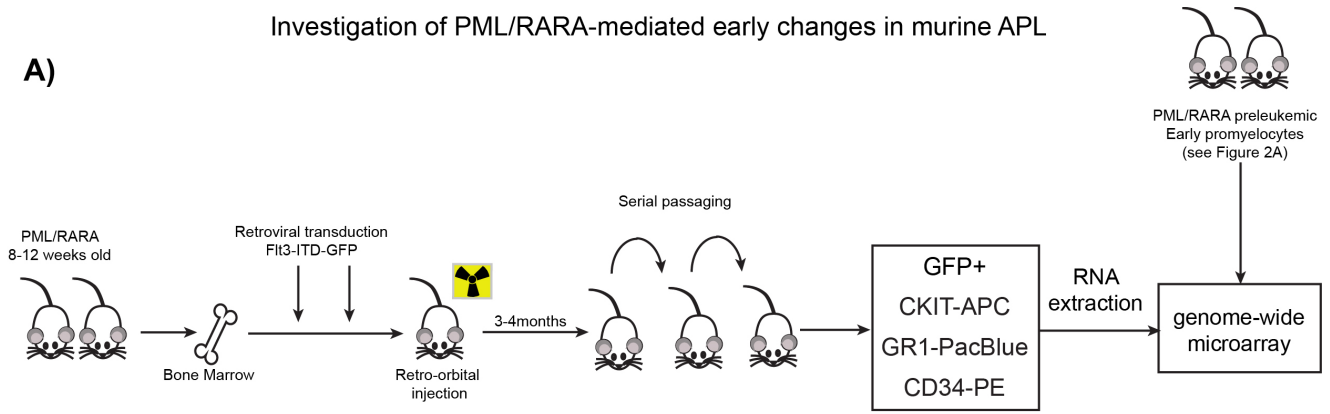 Investigation of PML/RARA-mediated early changes in murine APL
A)
PML/RARA preleukemic
Early promyelocytes
(see Figure 2A)
PML/RARA
8-12 weeks old
Retroviral transduction
Flt3-ITD-GFP
Bone Marrow
Retro-orbital
injection
3-4months
Serial passaging
GFP+
CKIT-APC
GR1-PacBlue
CD34-PE
RNA
extraction
genome-wide
microarray